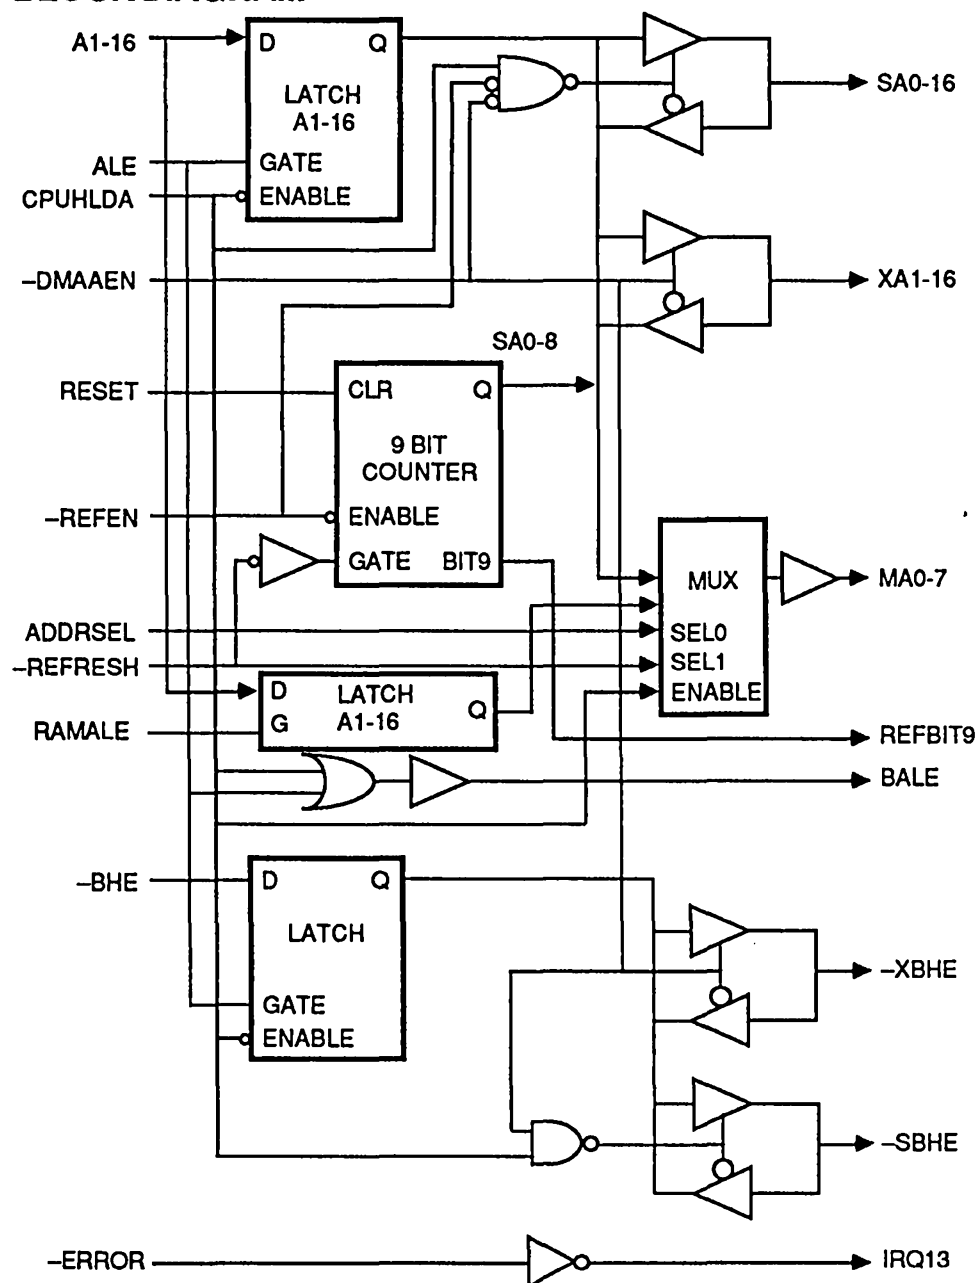 A1-16
D Q
LATCH
A1-16
SA0-16
ALE
GATE
CPUHLDA
ENABLE
–DMAAEN
XA1-16
SA0-8
RESET
CLR Q
9 BIT
COUNTER
–REFEN
ENABLE
GATE BIT9
MUX
MA0-7
ADDRSEL
SEL0
–REFRESH
SEL1
D LATCH
ENABLE
G A1-16 Q
RAMALE
REFBIT9
BALE
–BHE
D Q
LATCH
–XBHE
GATE
ENABLE
–SBHE
–ERROR
IRQ13